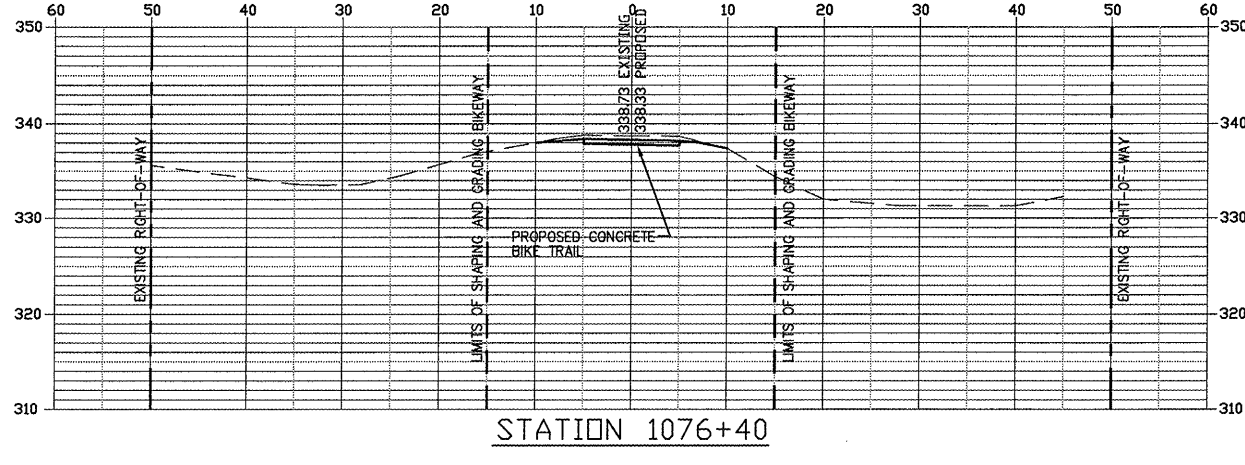 60 50 40 30 20 10 0 10 20 30 40 50 60
350 350
340 340
330 330
320 320
310 310
EXISTING RIGHT-OF-WAY
LIMITS OF SHAPING AND GRADING BIKEWAY
338.73 EXISTING
338.33 PROPOSED
LIMITS OF SHAPING AND GRADING BIKEWAY
EXISTING RIGHT-OF-WAY
PROPOSED CONCRETE
BIKE TRAIL
STATION 1076+40